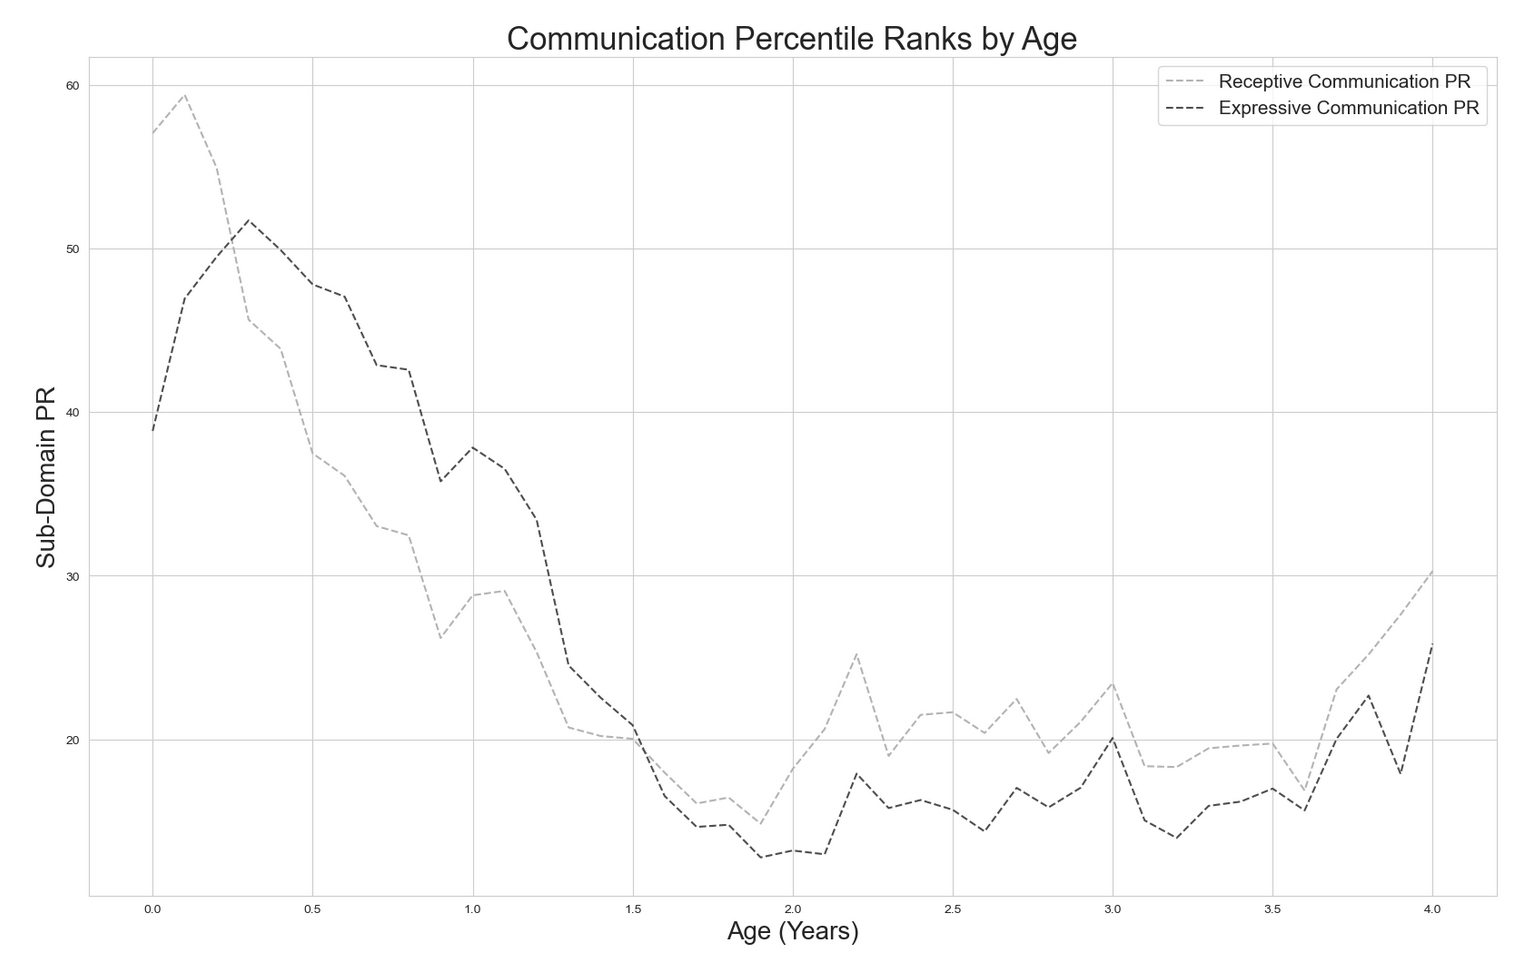 Communication Percentile Ranks by Age
Receptive Communication PR
Expressive Communication PR
Sub-Domain PR
60
50
40
30
20
0.0 0.5 1.0 1.5 2.0 2.5 3.0 3.5 4.0
Age (Years)